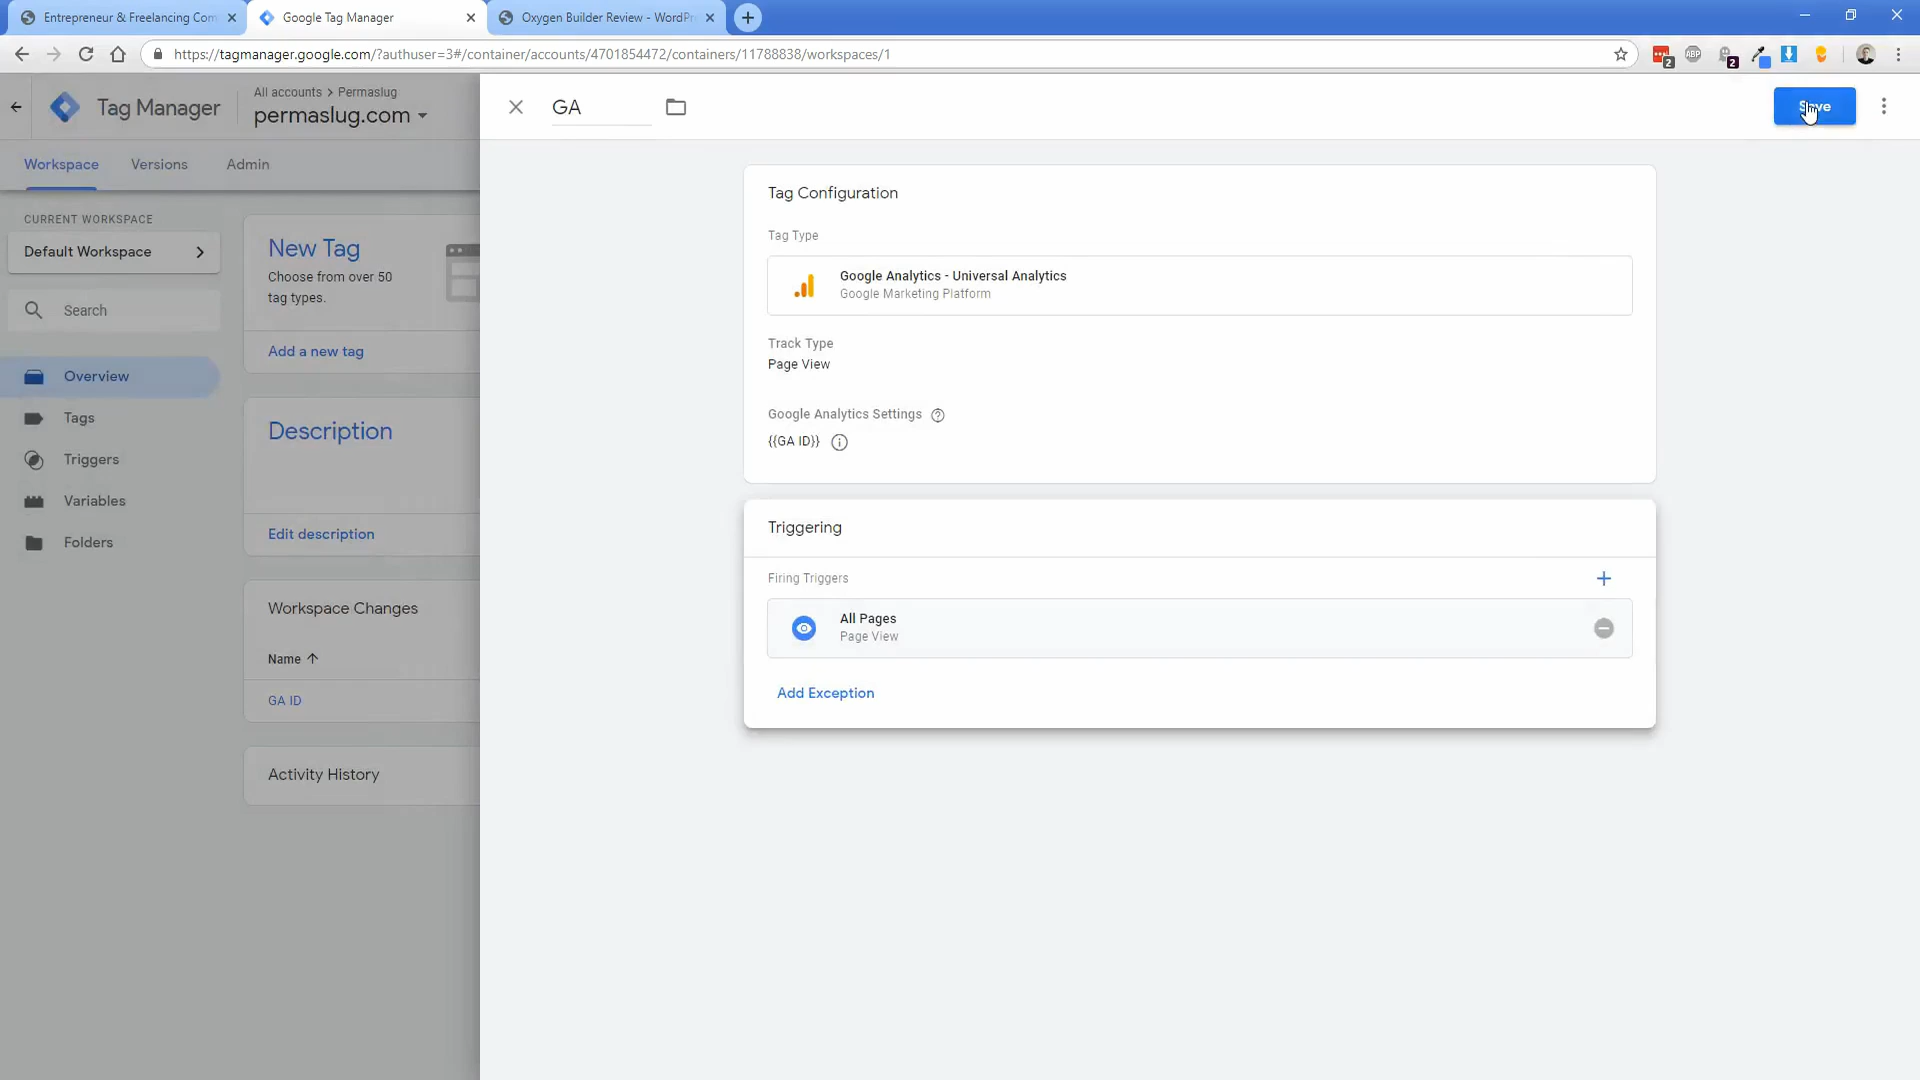 Entrepreneur & Freelancing Com
Google Tag Manager
Oxygen Builder Review - WordPr
https://tagmanager.google.com/?authuser=3#/container/accounts/4701854472/containers/11788838/workspaces/1
2
ABP
2
Tag Manager
All accounts > Permaslug
permaslug.com
GA
Workspace
Versions
Admin
CURRENT WORKSPACE
Default Workspace
Search
Overview
Tags
Triggers
Variables
Folders
New Tag
Choose from over 50
tag types.
Add a new tag
Description
Edit description
Workspace Changes
Name
GA ID
Activity History
Tag Configuration
Tag Type
Google Analytics - Universal Analytics
Google Marketing Platform
Track Type
Page View
Google Analytics Settings
{{GA ID}}
Triggering
Firing Triggers
All Pages
Page View
Add Exception